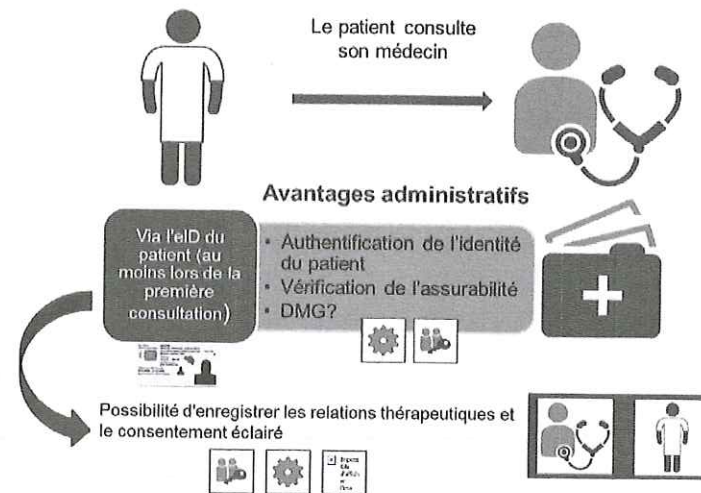 Le patient consulte
son médecin
Avantages administratifs
Via l'eID du
patient (au
moins lors de la
première
consultation)
• Authentification de l'identité
du patient
• Vérification de l'assurabilité
• DMG?
Possibilité d'enregistrer les relations thérapeutiques et
le consentement éclairé